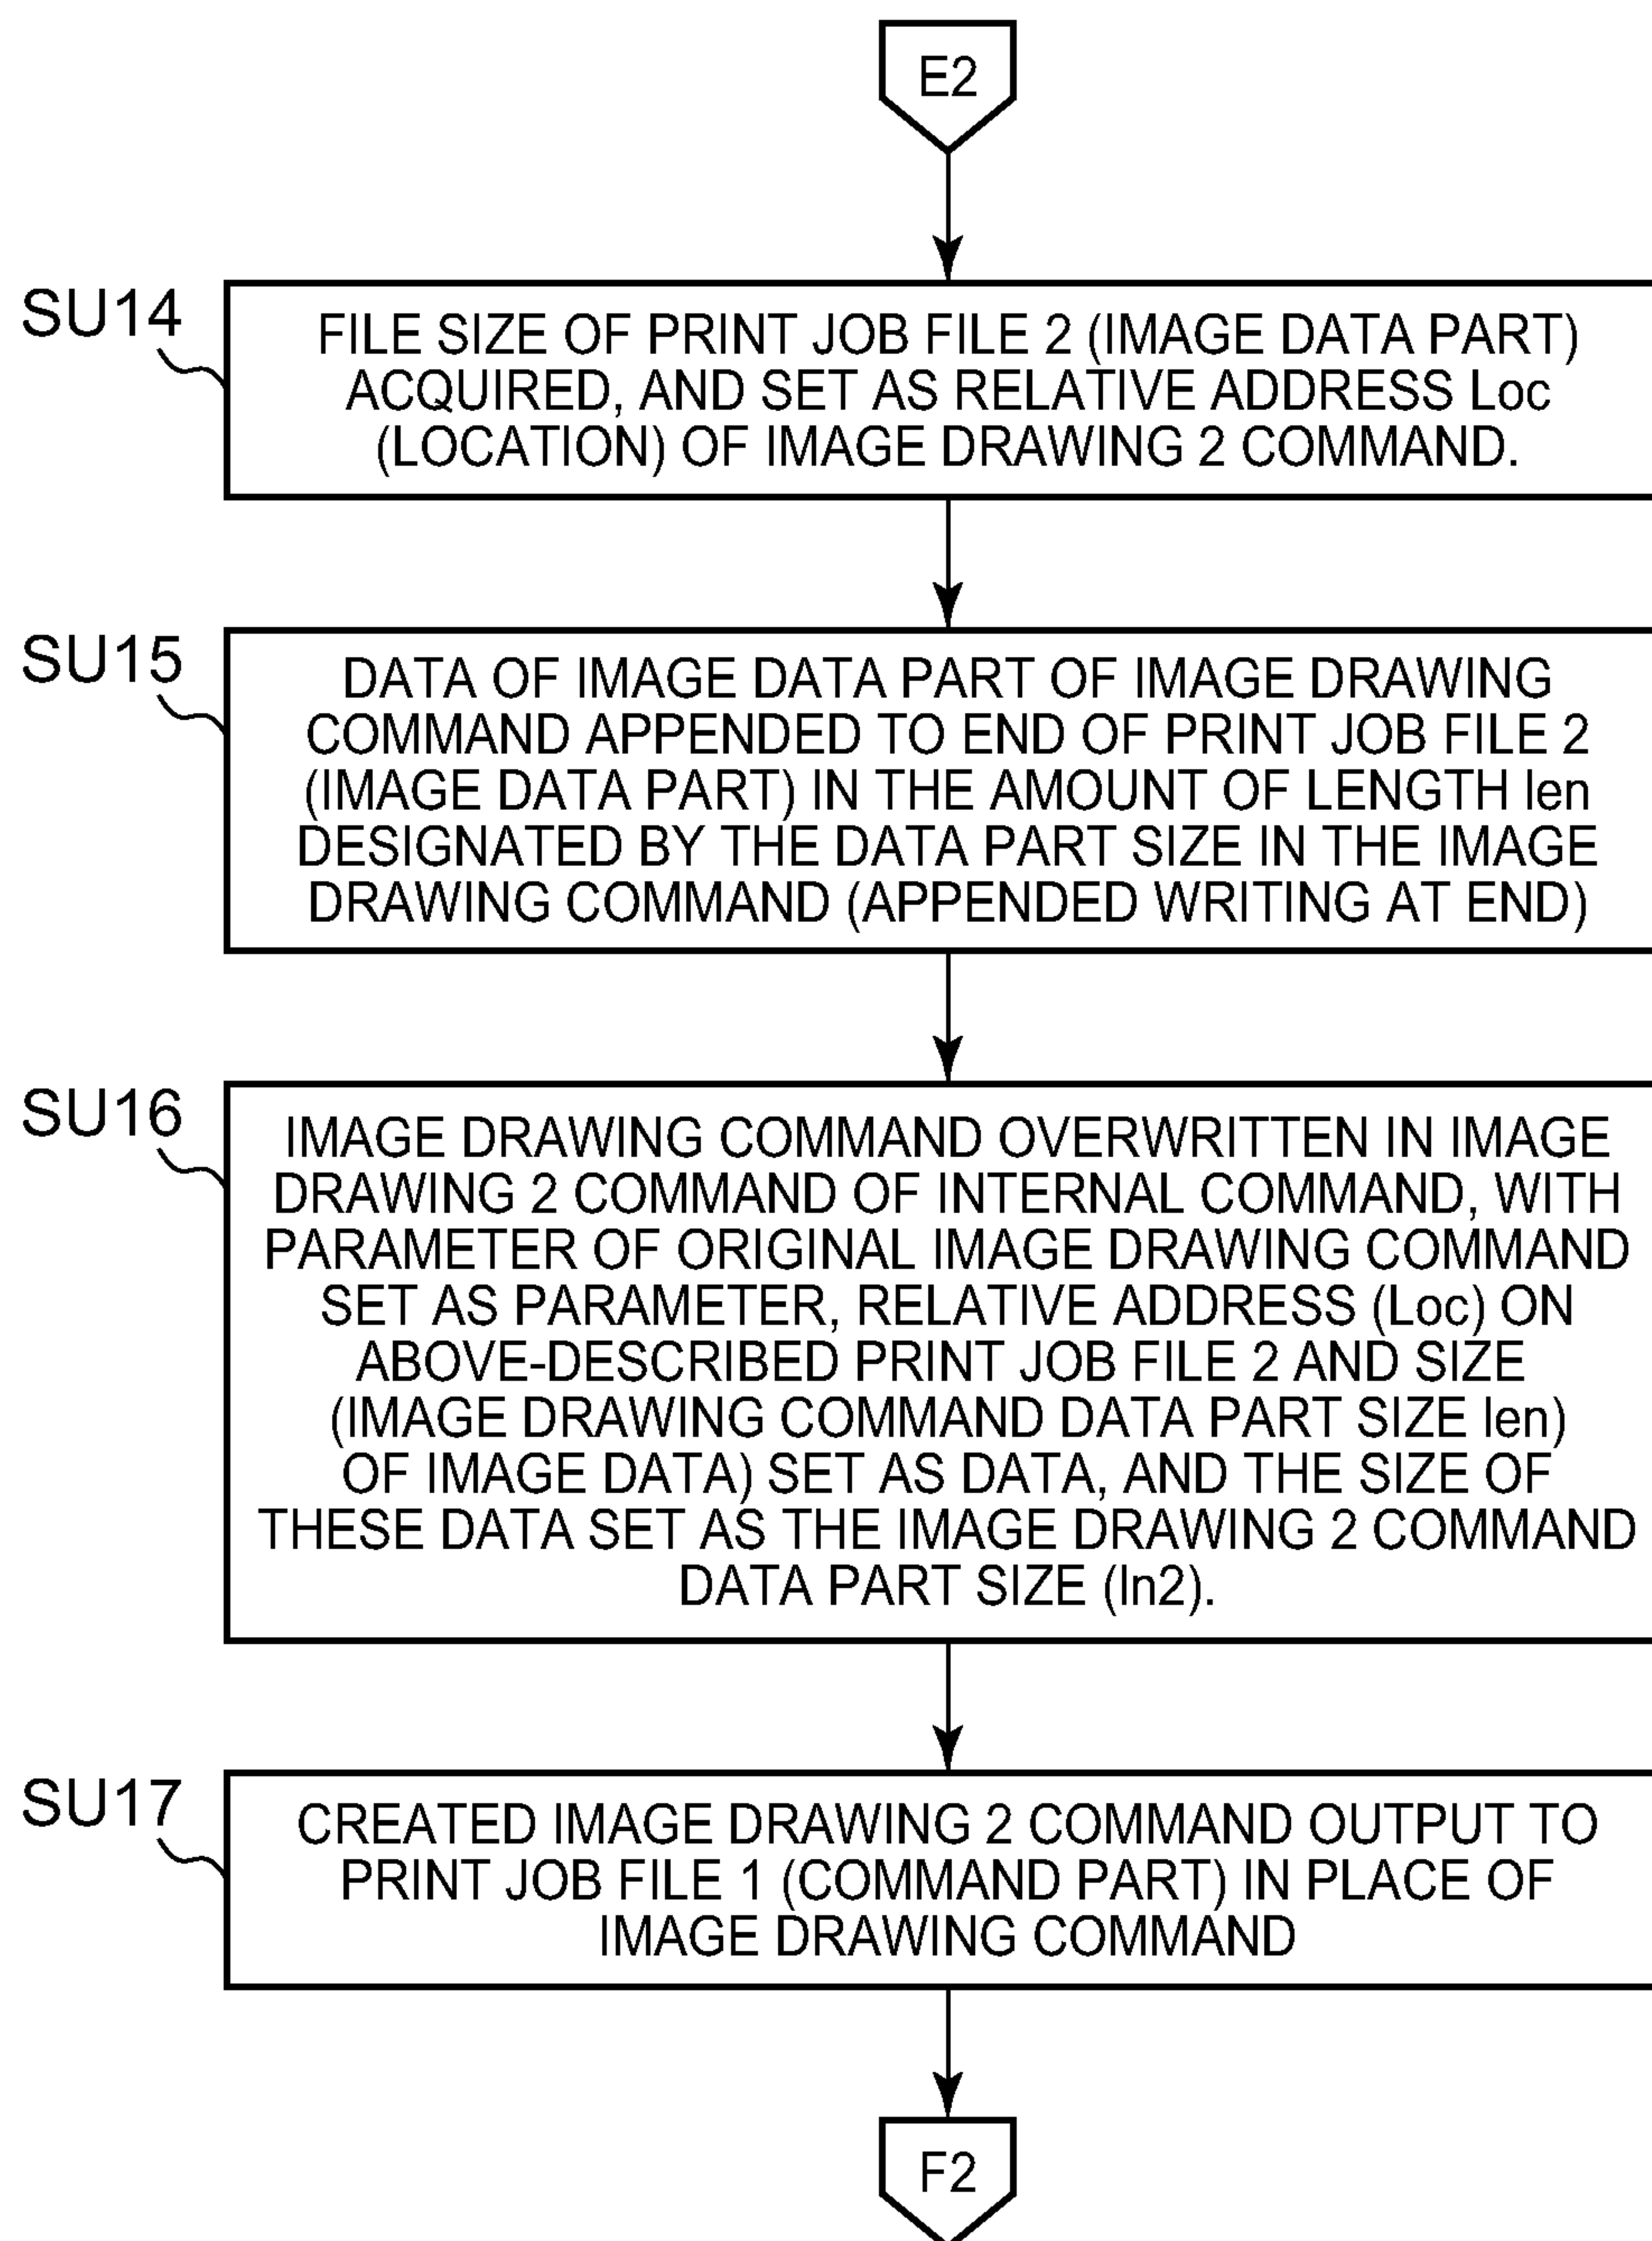 E2
SU14
FILE SIZE OF PRINT JOB FILE 2 (IMAGE DATA PART)
ACQUIRED, AND SET AS RELATIVE ADDRESS Loc
(LOCATION) OF IMAGE DRAWING 2 COMMAND.
SU15
DATA OF IMAGE DATA PART OF IMAGE DRAWING
COMMAND APPENDED TO END OF PRINT JOB FILE 2
(IMAGE DATA PART) IN THE AMOUNT OF LENGTH len
DESIGNATED BY THE DATA PART SIZE IN THE IMAGE
DRAWING COMMAND (APPENDED WRITING AT END)
SU16
IMAGE DRAWING COMMAND OVERWRITTEN IN IMAGE
DRAWING 2 COMMAND OF INTERNAL COMMAND, WITH
PARAMETER OF ORIGINAL IMAGE DRAWING COMMAND
SET AS PARAMETER, RELATIVE ADDRESS (Loc) ON
ABOVE-DESCRIBED PRINT JOB FILE 2 AND SIZE
(IMAGE DRAWING COMMAND DATA PART SIZE len)
OF IMAGE DATA) SET AS DATA, AND THE SIZE OF
THESE DATA SET AS THE IMAGE DRAWING 2 COMMAND
DATA PART SIZE (ln2).
SU17
CREATED IMAGE DRAWING 2 COMMAND OUTPUT TO
PRINT JOB FILE 1 (COMMAND PART) IN PLACE OF
IMAGE DRAWING COMMAND
F2